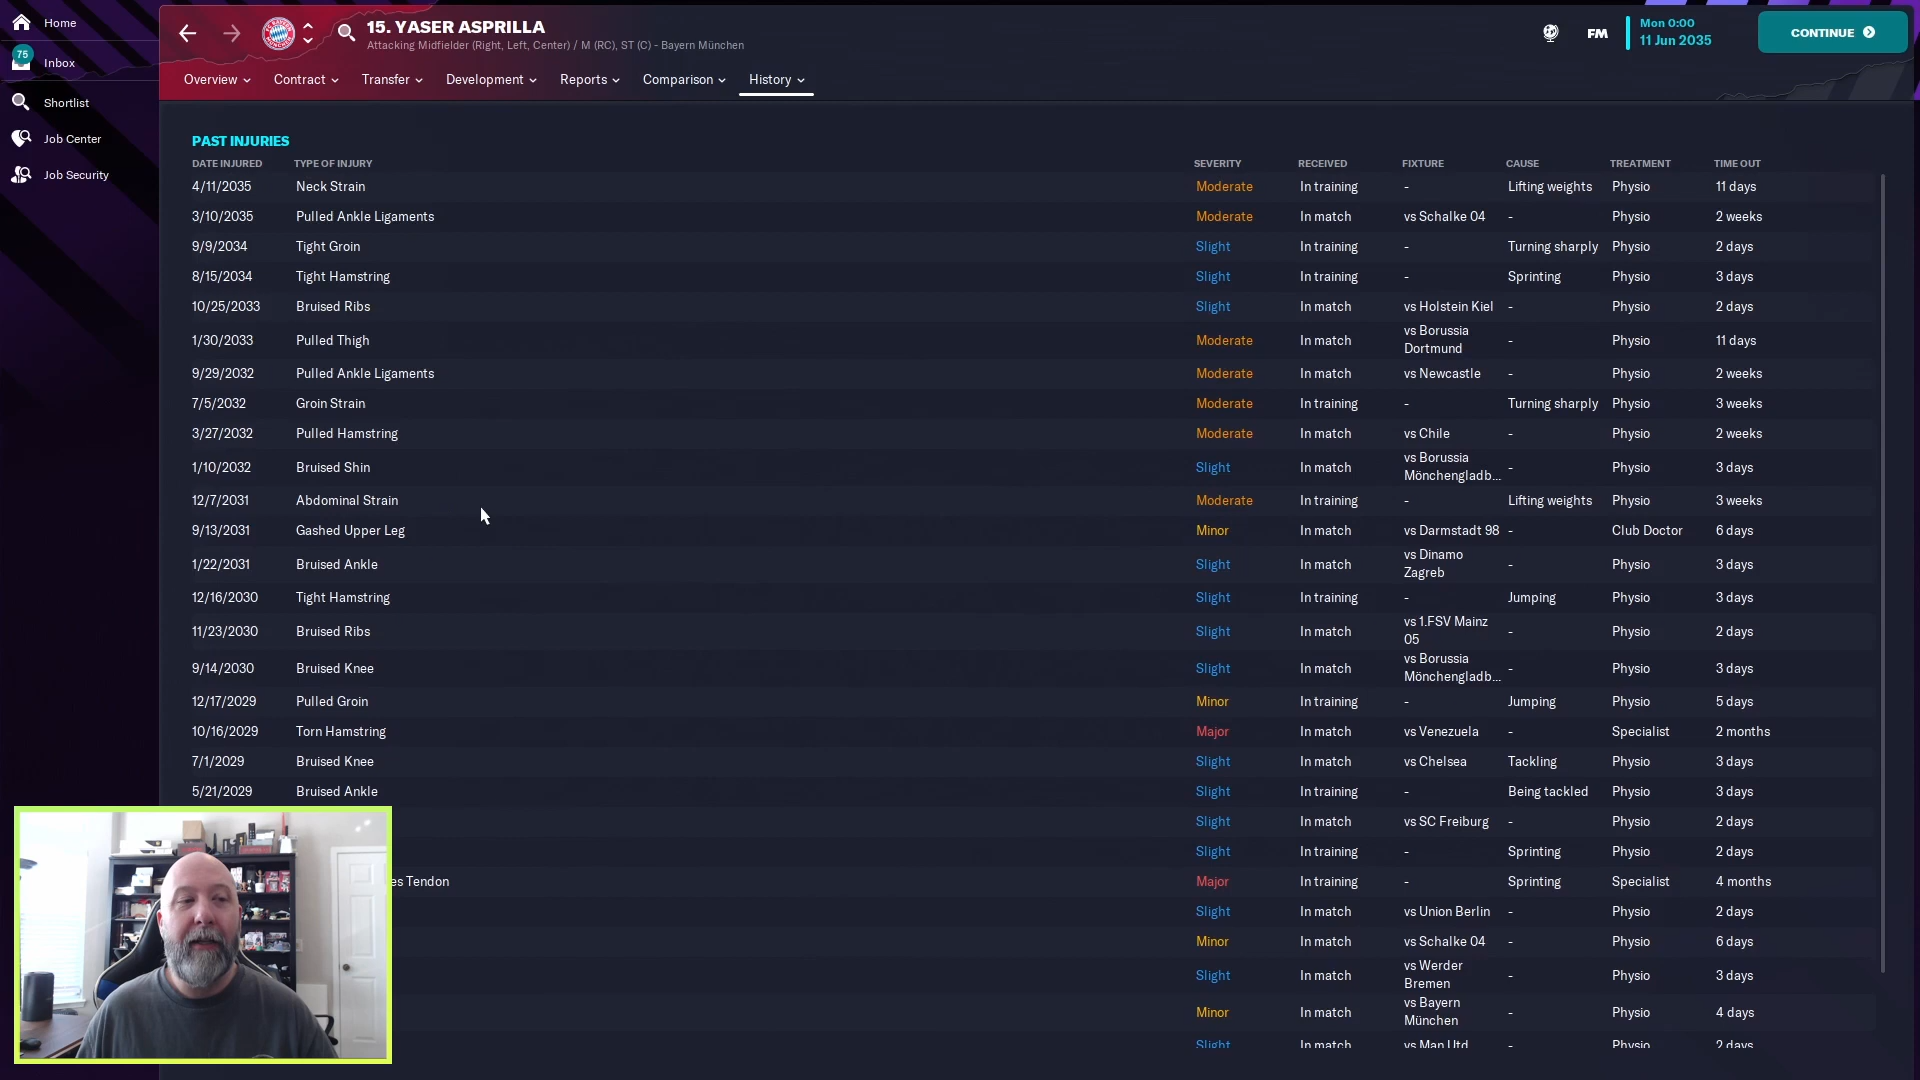 Home
75
Inbox
Shortlist
Job Center
Job Security
15. YASER ASPRILLA
Attacking Midfielder (Right, Left, Center) / M (RC), ST (C) - Bayern München
FM
Mon 0:00
11 Jun 2035
CONTINUE
Overview Contract Transfer Development Reports Comparison History
PAST INJURIES
DATE INJURED TYPE OF INJURY SEVERITY RECEIVED FIXTURE CAUSE TREATMENT TIME OUT
4/11/2035 Neck Strain Moderate In training - Lifting weights Physio 11 days
3/10/2035 Pulled Ankle Ligaments Moderate In match vs Schalke 04 - Physio 2 weeks
9/9/2034 Tight Groin Slight In training - Turning sharply Physio 2 days
8/15/2034 Tight Hamstring Slight In training - Sprinting Physio 3 days
10/25/2033 Bruised Ribs Slight In match vs Holstein Kiel - Physio 2 days
1/30/2033 Pulled Thigh Moderate In match vs Borussia Dortmund - Physio 11 days
9/29/2032 Pulled Ankle Ligaments Moderate In match vs Newcastle - Physio 2 weeks
7/5/2032 Groin Strain Moderate In training - Turning sharply Physio 3 weeks
3/27/2032 Pulled Hamstring Moderate In match vs Chile - Physio 2 weeks
1/10/2032 Bruised Shin Slight In match vs Borussia Mönchengladb... - Physio 3 days
12/7/2031 Abdominal Strain Moderate In training - Lifting weights Physio 3 weeks
9/13/2031 Gashed Upper Leg Minor In match vs Darmstadt 98 - Club Doctor 6 days
1/22/2031 Bruised Ankle Slight In match vs Dinamo Zagreb - Physio 3 days
12/16/2030 Tight Hamstring Slight In training - Jumping Physio 3 days
11/23/2030 Bruised Ribs Slight In match vs 1.FSV Mainz 05 - Physio 2 days
9/14/2030 Bruised Knee Slight In match vs Borussia Mönchengladb... - Physio 3 days
12/17/2029 Pulled Groin Minor In training - Jumping Physio 5 days
10/16/2029 Torn Hamstring Major In match vs Venezuela - Specialist 2 months
7/1/2029 Bruised Knee Slight In match vs Chelsea Tackling Physio 3 days
5/21/2029 Bruised Ankle Slight In training - Being tackled Physio 3 days
Slight In match vs SC Freiburg - Physio 2 days
Slight In training - Sprinting Physio 2 days
es Tendon Major In training - Sprinting Specialist 4 months
Slight In match vs Union Berlin - Physio 2 days
Minor In match vs Schalke 04 - Physio 6 days
Slight In match vs Werder Bremen - Physio 3 days
Minor In match vs Bayern München - Physio 4 days
Slight In match vs Man Utd - Physio 2 days